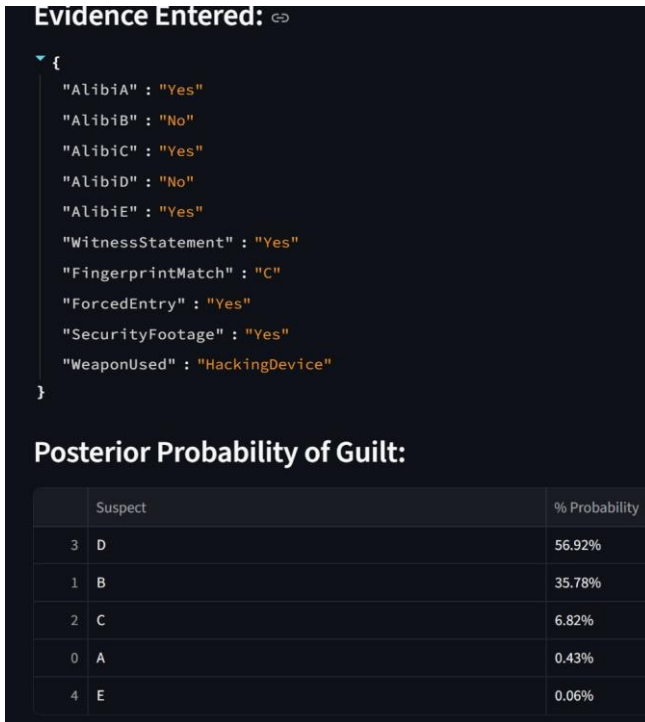 Evidence Entered:
{
"AlibiA" : "Yes"
"AlibiB" : "No"
"AlibiC" : "Yes"
"AlibiD" : "No"
"AlibiE" : "Yes"
"WitnessStatement" : "Yes"
"FingerprintMatch" : "C"
"ForcedEntry" : "Yes"
"SecurityFootage" : "Yes"
"WeaponUsed" : "HackingDevice"
}
Posterior Probability of Guilt:
Suspect % Probability
3 D 56.92%
1 B 35.78%
2 C 6.82%
0 A 0.43%
4 E 0.06%